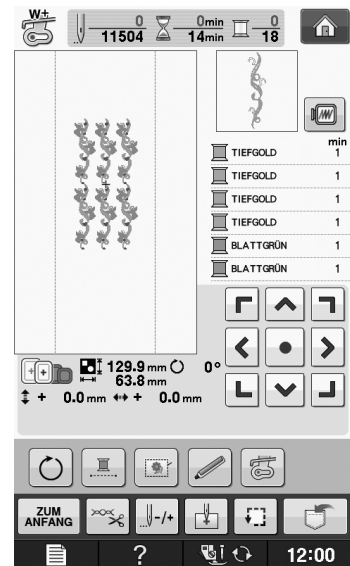 W+
0 0min 0
11504 14min 18
min
TIEFGOLD 1
TIEFGOLD 1
TIEFGOLD 1
TIEFGOLD 1
BLATTGRÜN 1
BLATTGRÜN 1
129.9 mm 0°
63.8 mm
+ 0.0 mm + 0.0 mm
ZUM
ANFANG
-/+
? 12:00